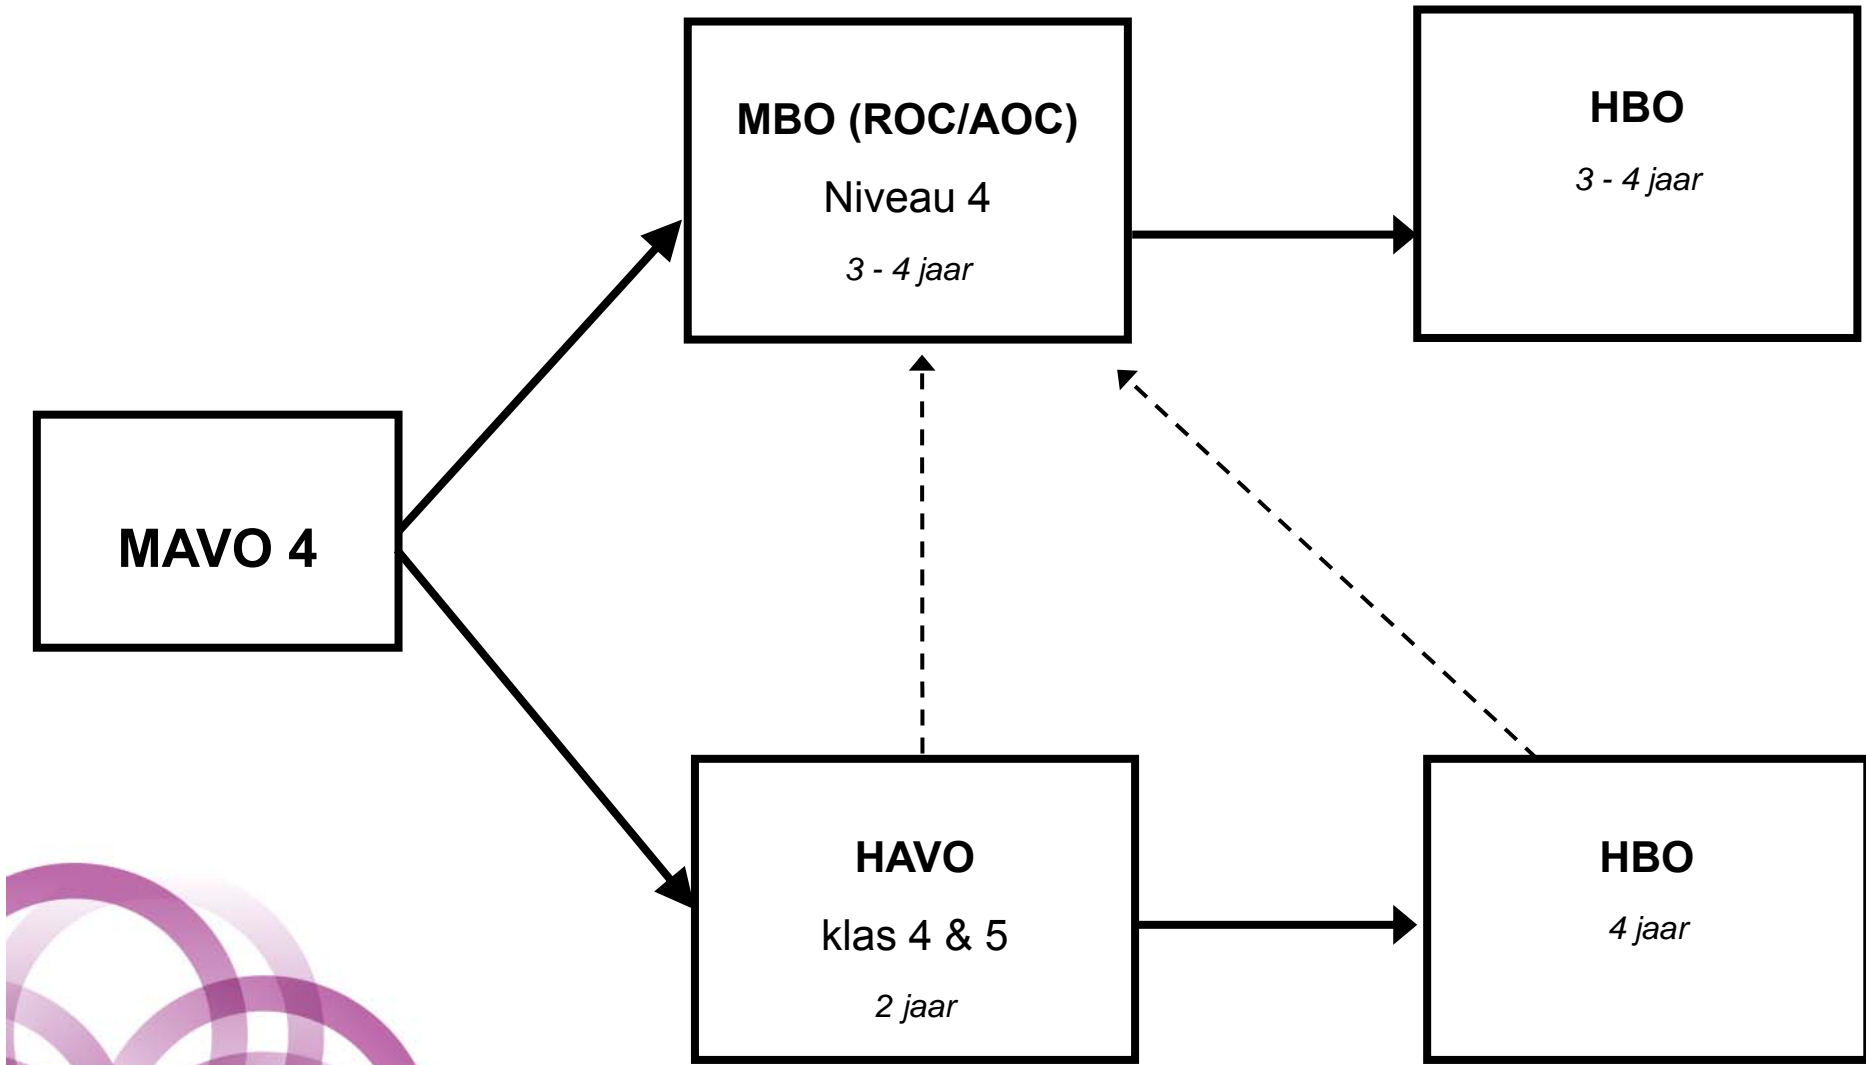 MBO (ROC/AOC)
Niveau 4
3 - 4 jaar
HBO
3 - 4 jaar
MAVO 4
HAVO
klas 4 & 5
2 jaar
HBO
4 jaar